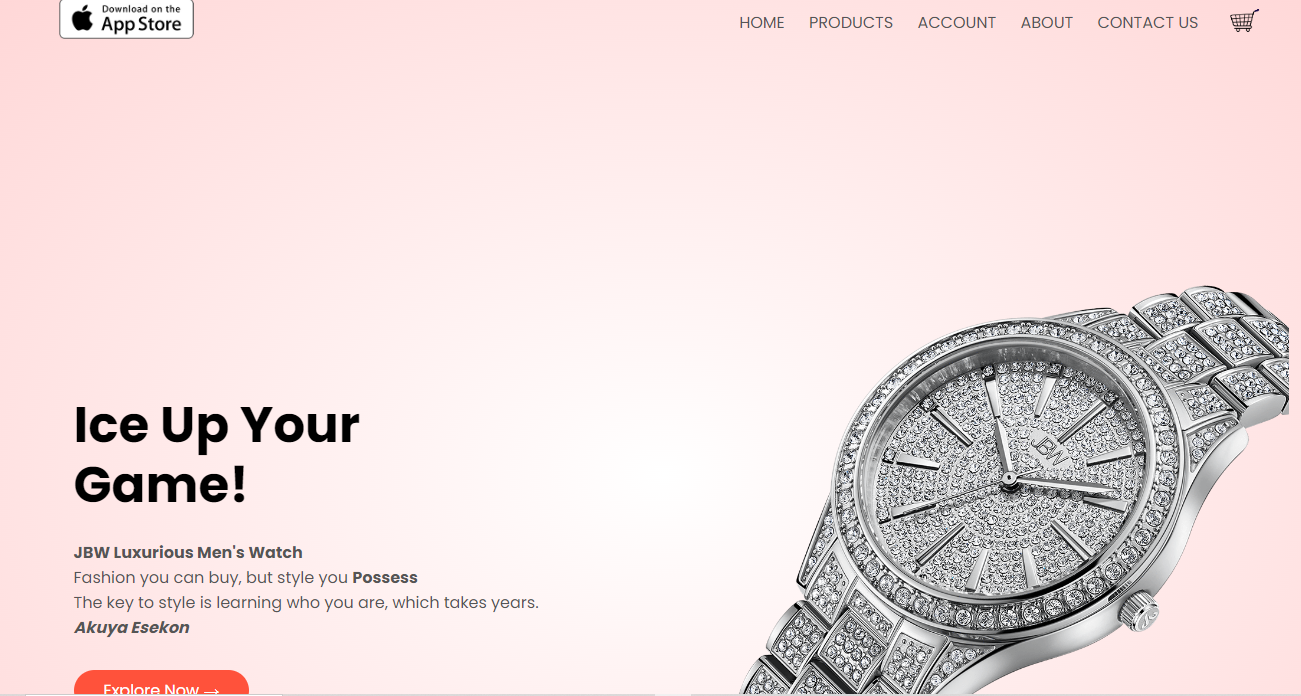 Download on the
App Store
HOME PRODUCTS ACCOUNT ABOUT CONTACT US
Ice Up Your
Game!
JBW
JBW Luxurious Men's Watch
Fashion you can buy, but style you Possess
The key to style is learning who you are, which takes years.
Akuya Esekon
Explore Now →